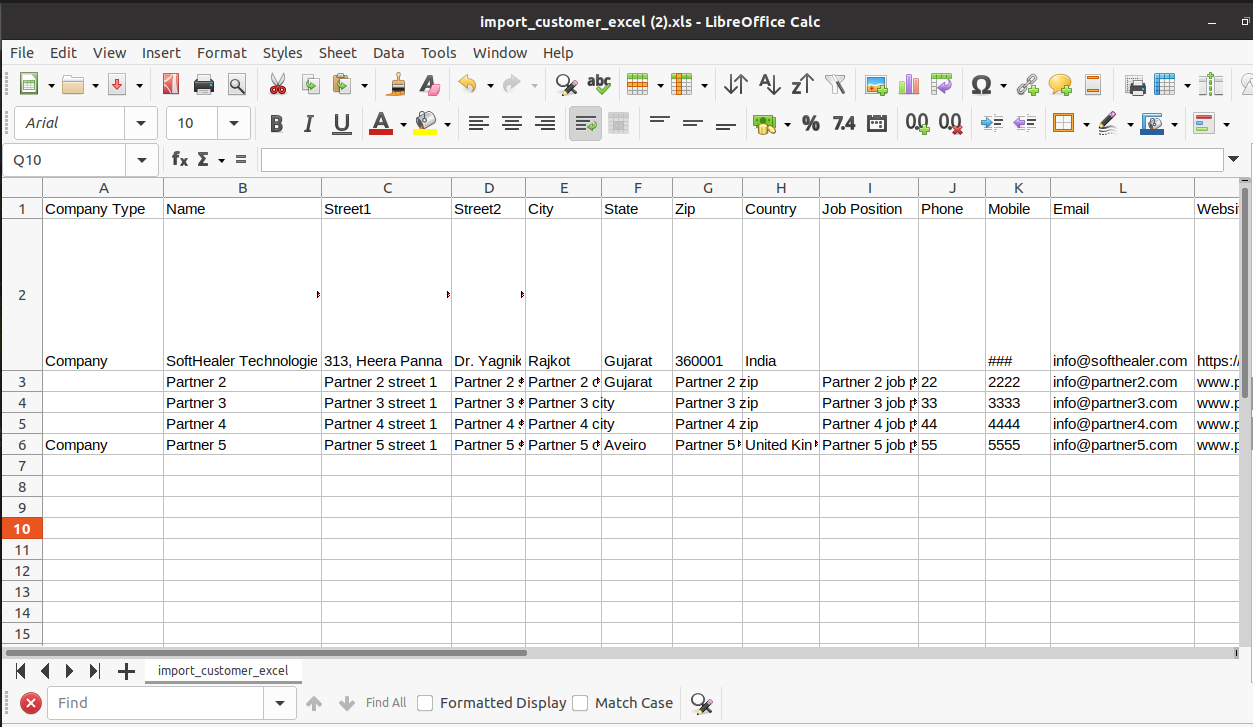 import_customer_excel (2).xls - LibreOffice Calc
File Edit View Insert Format Styles Sheet Data Tools Window Help
abc
Arial 10 B I U A % 7.4 0.0 0.0
Q10 fx Σ =
A B C D E F G H I J K L
1 Company Type Name Street1 Street2 City State Zip Country Job Position Phone Mobile Email Websi
2 Company SoftHealer Technologie 313, Heera Panna Dr. Yagnik Rajkot Gujarat 360001 India ### info@softhealer.com https:/
3 Partner 2 Partner 2 street 1 Partner 2 Partner 2 Gujarat Partner 2 zip Partner 2 job 22 2222 info@partner2.com www.p
4 Partner 3 Partner 3 street 1 Partner 3 Partner 3 city Partner 3 zip Partner 3 job 33 3333 info@partner3.com www.p
5 Partner 4 Partner 4 street 1 Partner 4 Partner 4 city Partner 4 zip Partner 4 job 44 4444 info@partner4.com www.p
6 Company Partner 5 Partner 5 street 1 Partner 5 Partner 5 Aveiro Partner 5 United Kin Partner 5 job 55 5555 info@partner5.com www.p
7
8
9
10
11
12
13
14
15
import_customer_excel
Find Find All Formatted Display Match Case